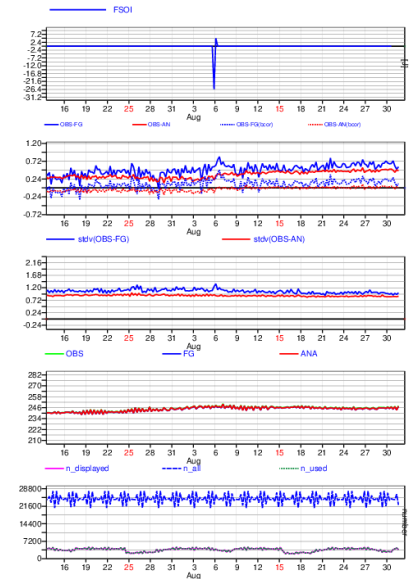 FSOI
7.2
2.4
-2.4
-7.2
-12.0
-16.8
-21.6
-26.4
-31.2
[J]
16 19 22 25 28 31 3 6 9 12 15 18 21 24 27 30
Aug
OBS-FG OBS-AN OBS-FG(bcor) OBS-AN(bcor)
1.20
0.72
0.24
-0.24
-0.72
16 19 22 25 28 31 3 6 9 12 15 18 21 24 27 30
Aug
stdv(OBS-FG) stdv(OBS-AN)
2.16
1.68
1.20
0.72
0.24
-0.24
16 19 22 25 28 31 3 6 9 12 15 18 21 24 27 30
Aug
OBS FG ANA
282
270
258
246
234
222
210
16 19 22 25 28 31 3 6 9 12 15 18 21 24 27 30
Aug
n_displayed n_all n_used
28800
21600
14400
7200
0
number
16 19 22 25 28 31 3 6 9 12 15 18 21 24 27 30
Aug